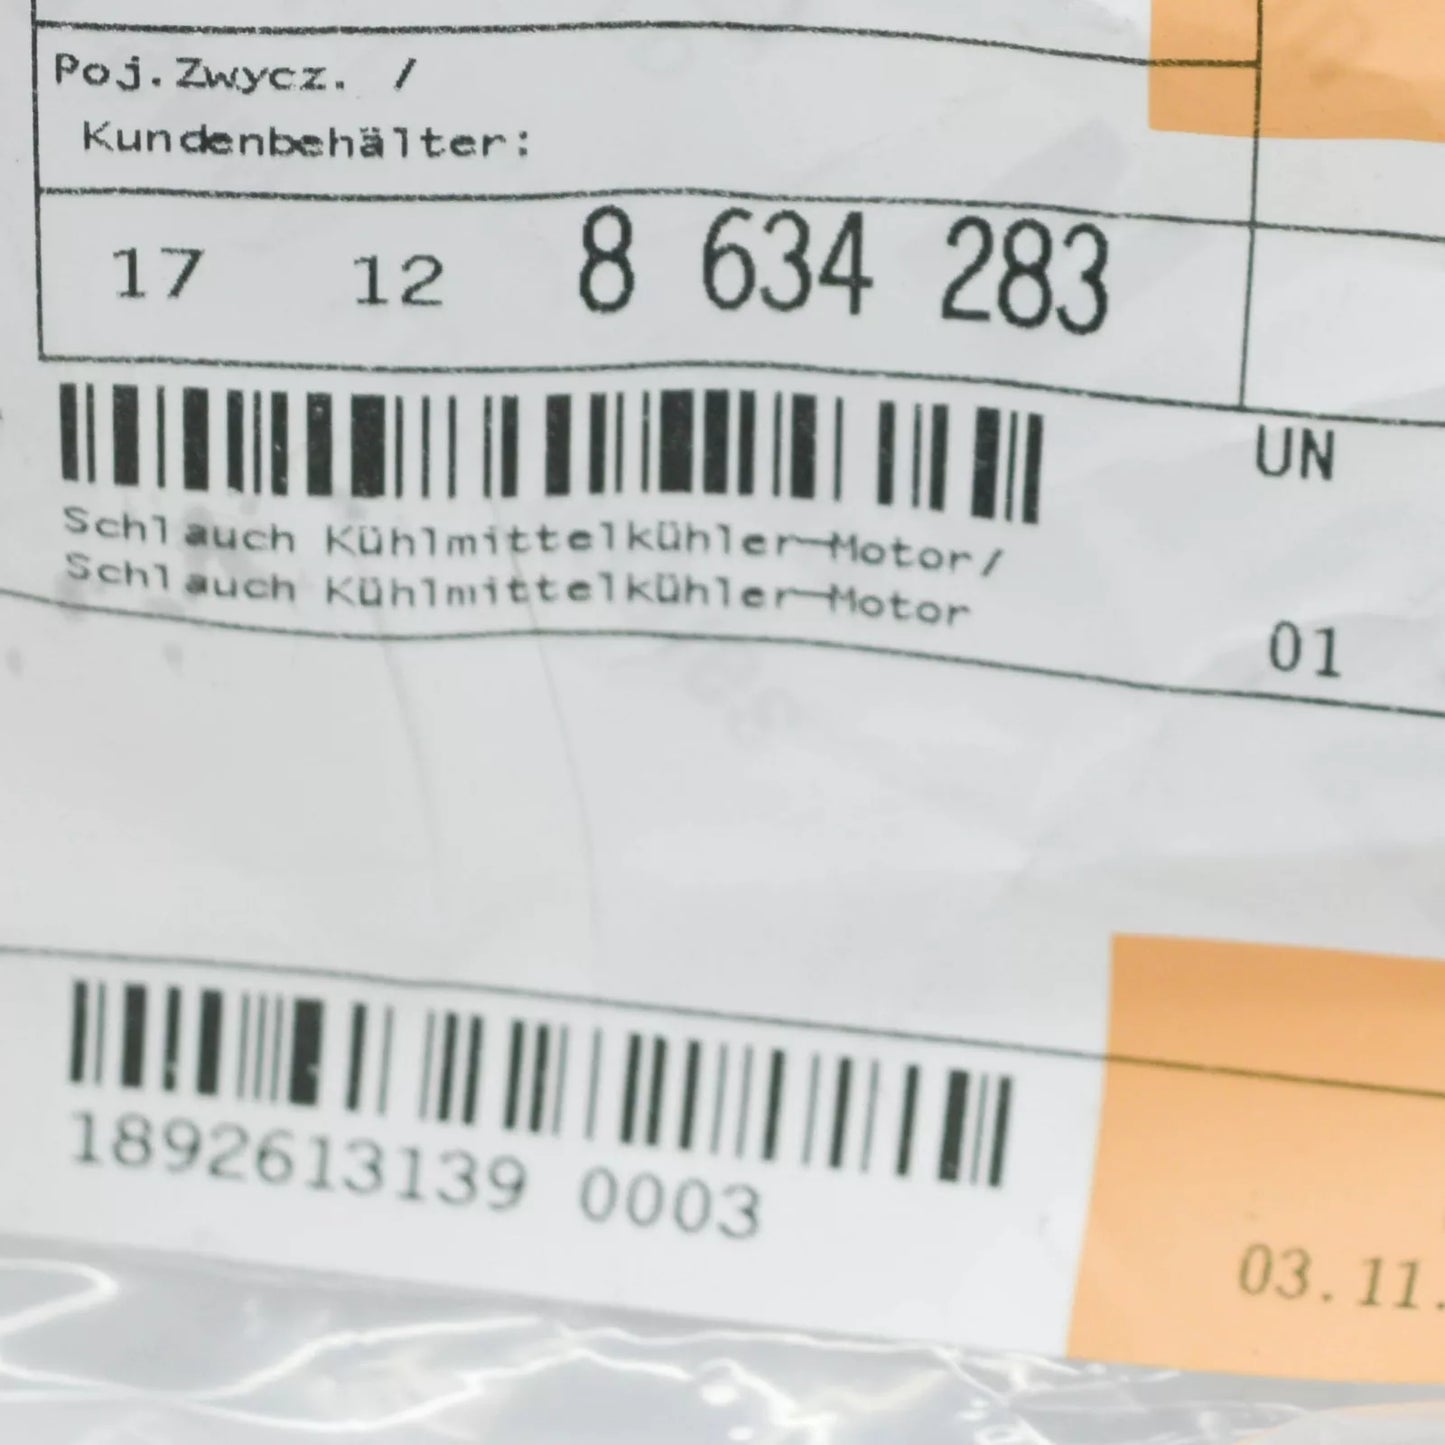 Poj.Zwycz. /
Kundenbehälter:
17 12 8 634 283
UN
Schlauch Kühlmittelkühler-Motor/
Schlauch Kühlmittelkühler-Motor
01
1892613139 0003
03.11.